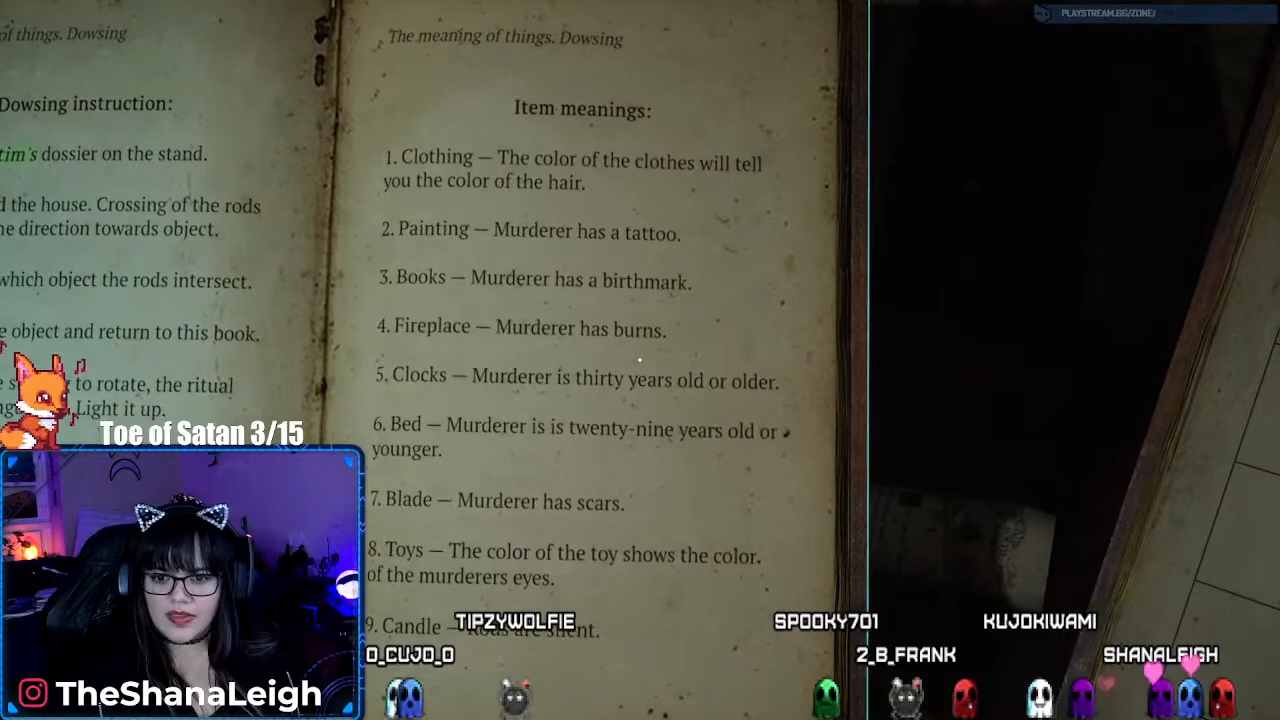 PLAYSTREAM.GG/ZONE/
of things. Dowsing
Dowsing instruction:
tim's dossier on the stand.
d the house. Crossing of the rods
e direction towards object.
which object the rods intersect.
e object and return to this book.
to rotate, the ritual
Light it up.
The meaning of things. Dowsing
Item meanings:
1. Clothing — The color of the clothes will tell
you the color of the hair.
2. Painting — Murderer has a tattoo.
3. Books — Murderer has a birthmark.
4. Fireplace — Murderer has burns.
5. Clocks — Murderer is thirty years old or older.
6. Bed — Murderer is is twenty-nine years old or
younger.
7. Blade — Murderer has scars.
8. Toys — The color of the toy shows the color.
of the murderers eyes.
9. Candle — Rods are silent.
Toe of Satan 3/15
TheShanaLeigh
TIPZYWOLFIE
SPOOKY701
KUJOKIWAMI
O_CUJO_O
2_B_FRANK
SHANALEIGH